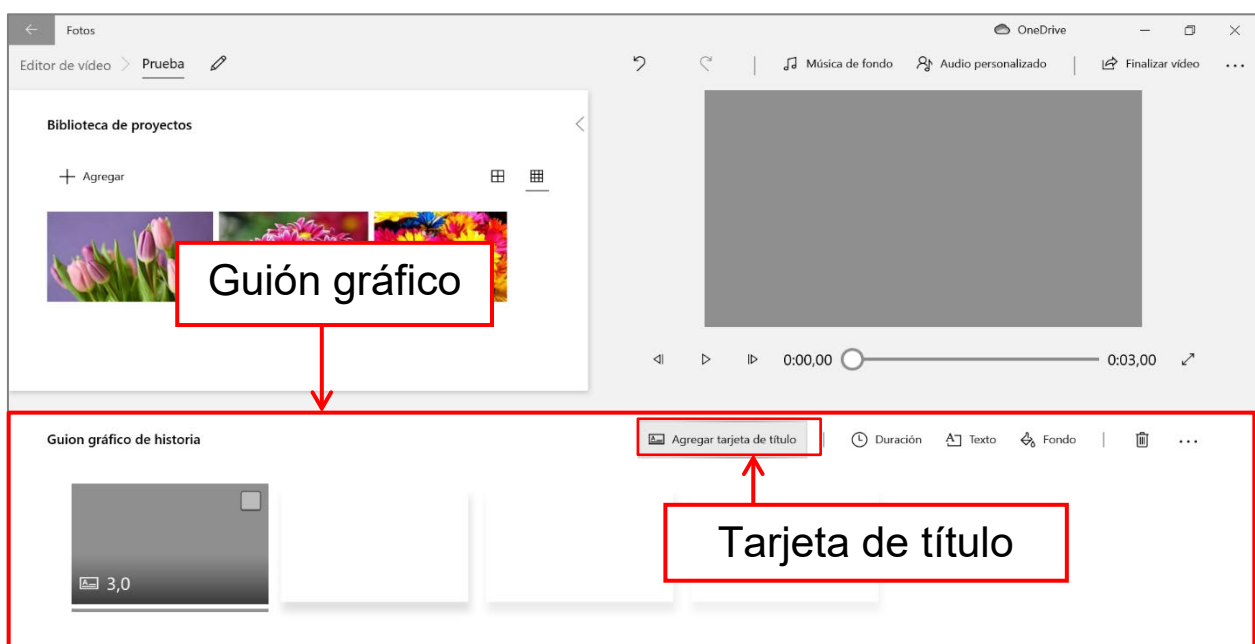 Fotos
OneDrive
Editor de vídeo
Prueba
Música de fondo
Audio personalizado
Finalizar vídeo
Biblioteca de proyectos
Agregar
Guión gráfico
0:00,00
0:03,00
Guion gráfico de historia
Agregar tarjeta de título
Duración
Texto
Fondo
Tarjeta de título
3,0